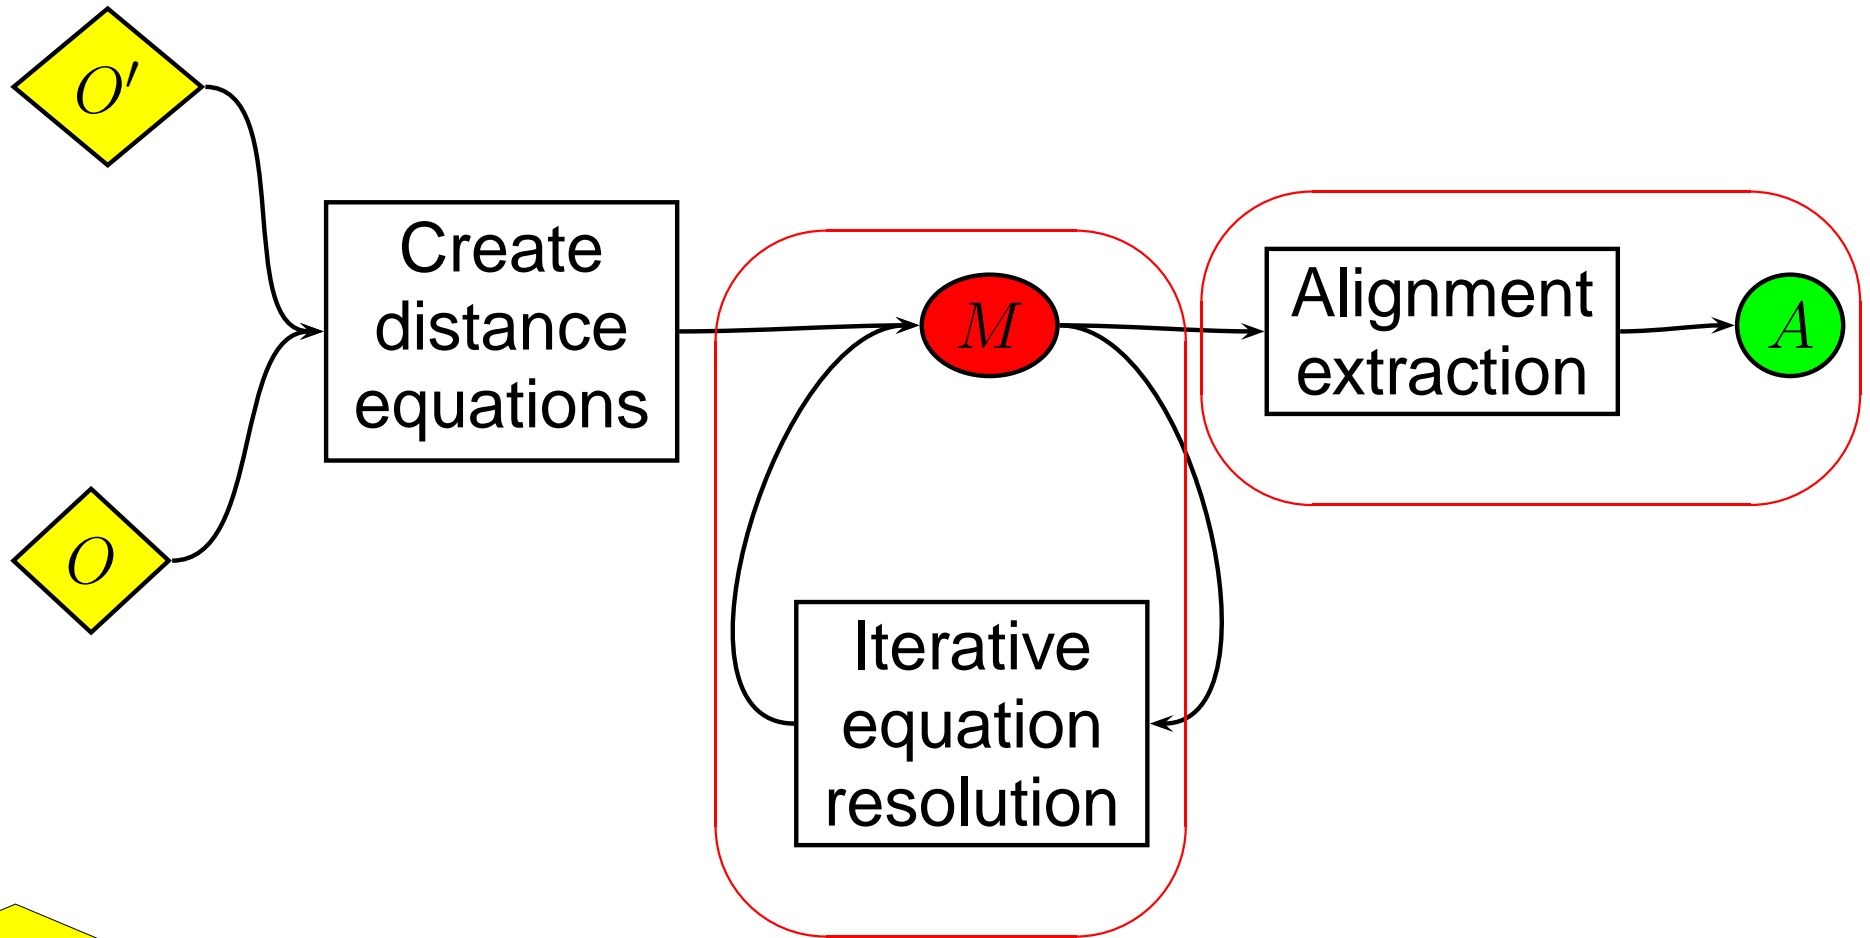 O′
Create
distance
equations
O
M
Iterative
equation
resolution
Alignment
extraction
A